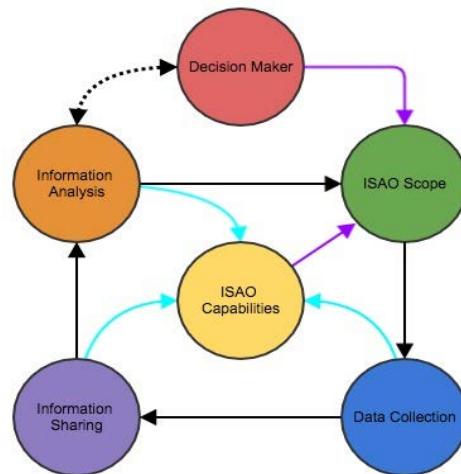 Decision Maker
Information
Analysis
ISAO Scope
ISAO
Capabilities
Information
Sharing
Data Collection